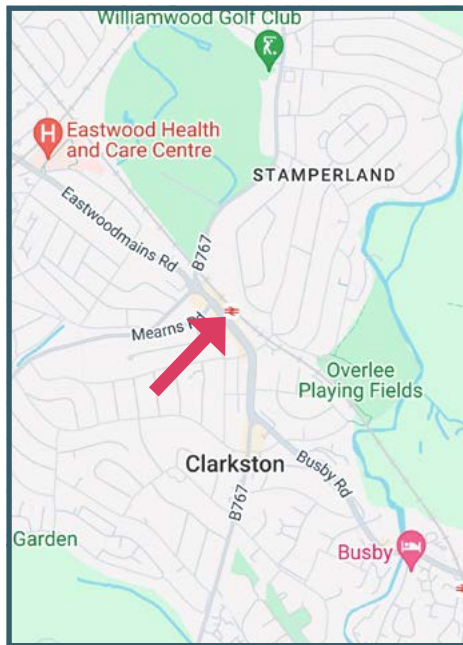 Williamwood Golf Club
H
Eastwood Health
and Care Centre
STAMPERLAND
Eastwoodmains Rd
B767
Mearns Rd
Overlee
Playing Fields
Clarkston
Busby Rd
B767
Garden
Busby